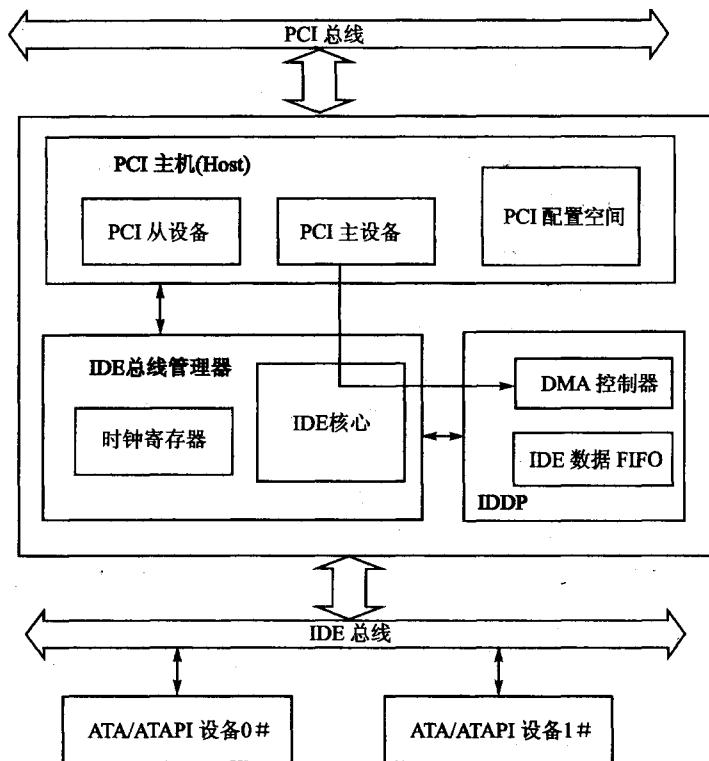 PCI 总线
PCI 主机(Host)
PCI 从设备
PCI 主设备
PCI 配置空间
IDE总线管理器
时钟寄存器
IDE核心
DMA 控制器
IDE 数据 FIFO
IDDP
IDE 总线
ATA/ATAPI 设备0#
ATA/ATAPI 设备1#